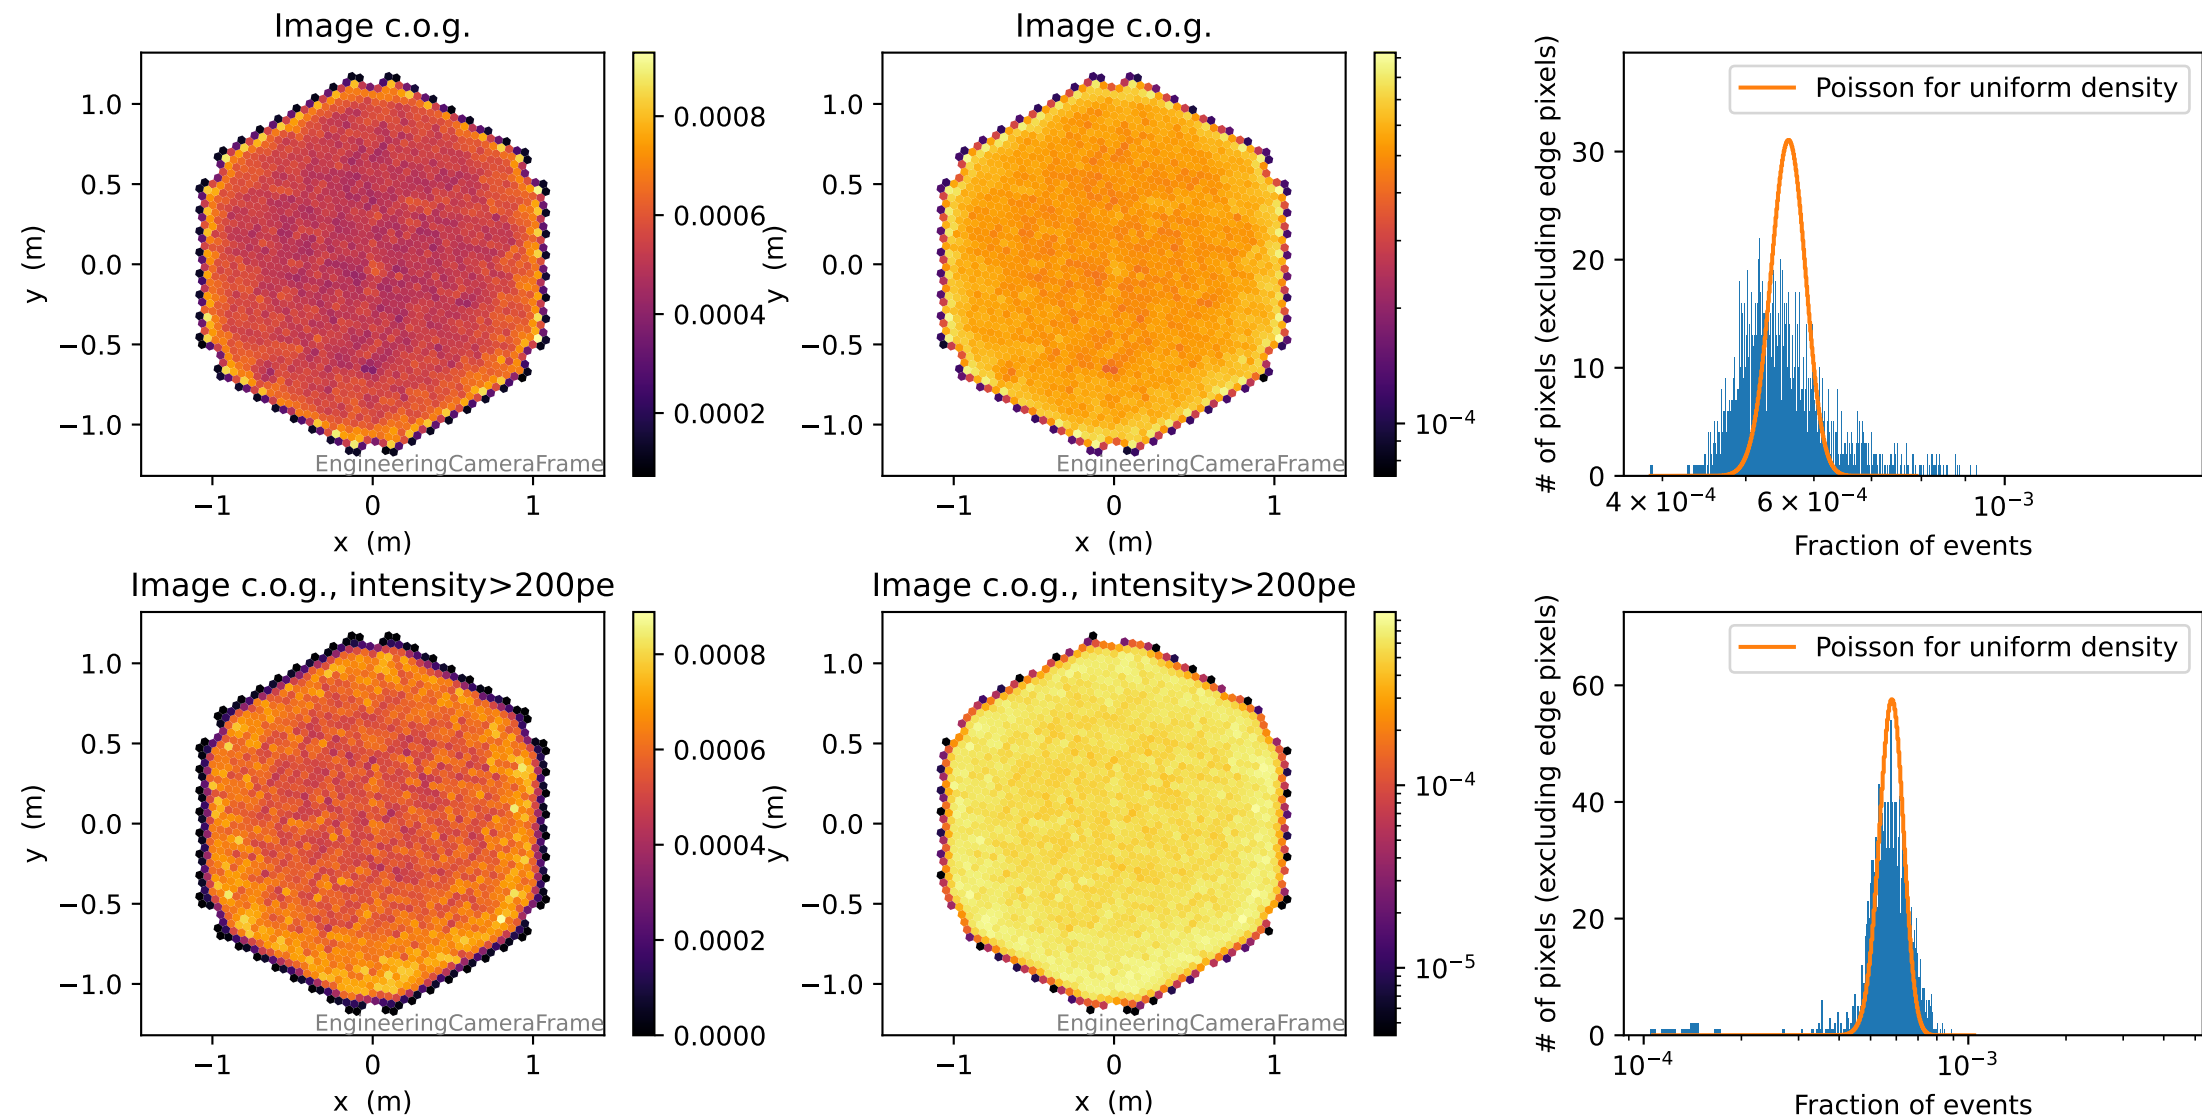 Image c.o.g.
1.0
0.5
0.0
−0.5
−1.0
y (m)
−1 0 1
x (m)
EngineeringCameraFrame
0.0008
0.0006
0.0004
0.0002
Image c.o.g.
1.0
0.5
0.0
−0.5
−1.0
y (m)
−1 0 1
x (m)
EngineeringCameraFrame
10⁻⁴
# of pixels (excluding edge pixels)
Poisson for uniform density
30
20
10
0
4 × 10⁻⁴ 6 × 10⁻⁴ 10⁻³
Fraction of events
Image c.o.g., intensity>200pe
1.0
0.5
0.0
−0.5
−1.0
y (m)
−1 0 1
x (m)
EngineeringCameraFrame
0.0008
0.0006
0.0004
0.0002
0.0000
Image c.o.g., intensity>200pe
1.0
0.5
0.0
−0.5
−1.0
y (m)
−1 0 1
x (m)
EngineeringCameraFrame
10⁻⁴
10⁻⁵
# of pixels (excluding edge pixels)
Poisson for uniform density
60
40
20
0
10⁻⁴ 10⁻³
Fraction of events